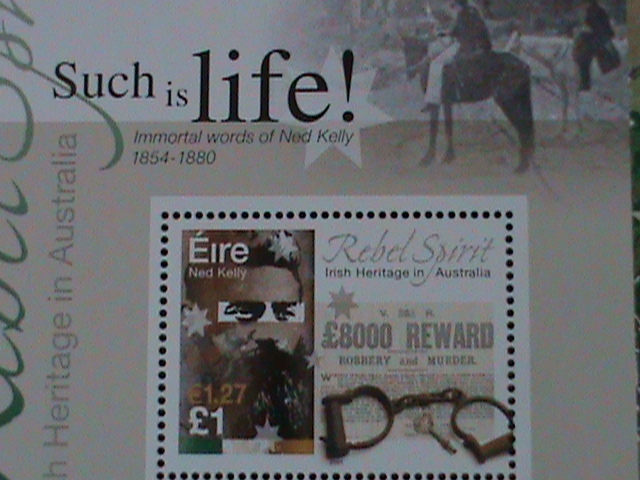 Such is life!
Immortal words of Ned Kelly
1854-1880
h Heritage in Australia
Éire
Ned Kelly
€1.27
£1
Rebel Spirit
Irish Heritage in Australia
V. R.
£8000 REWARD
ROBBERY and MURDER.